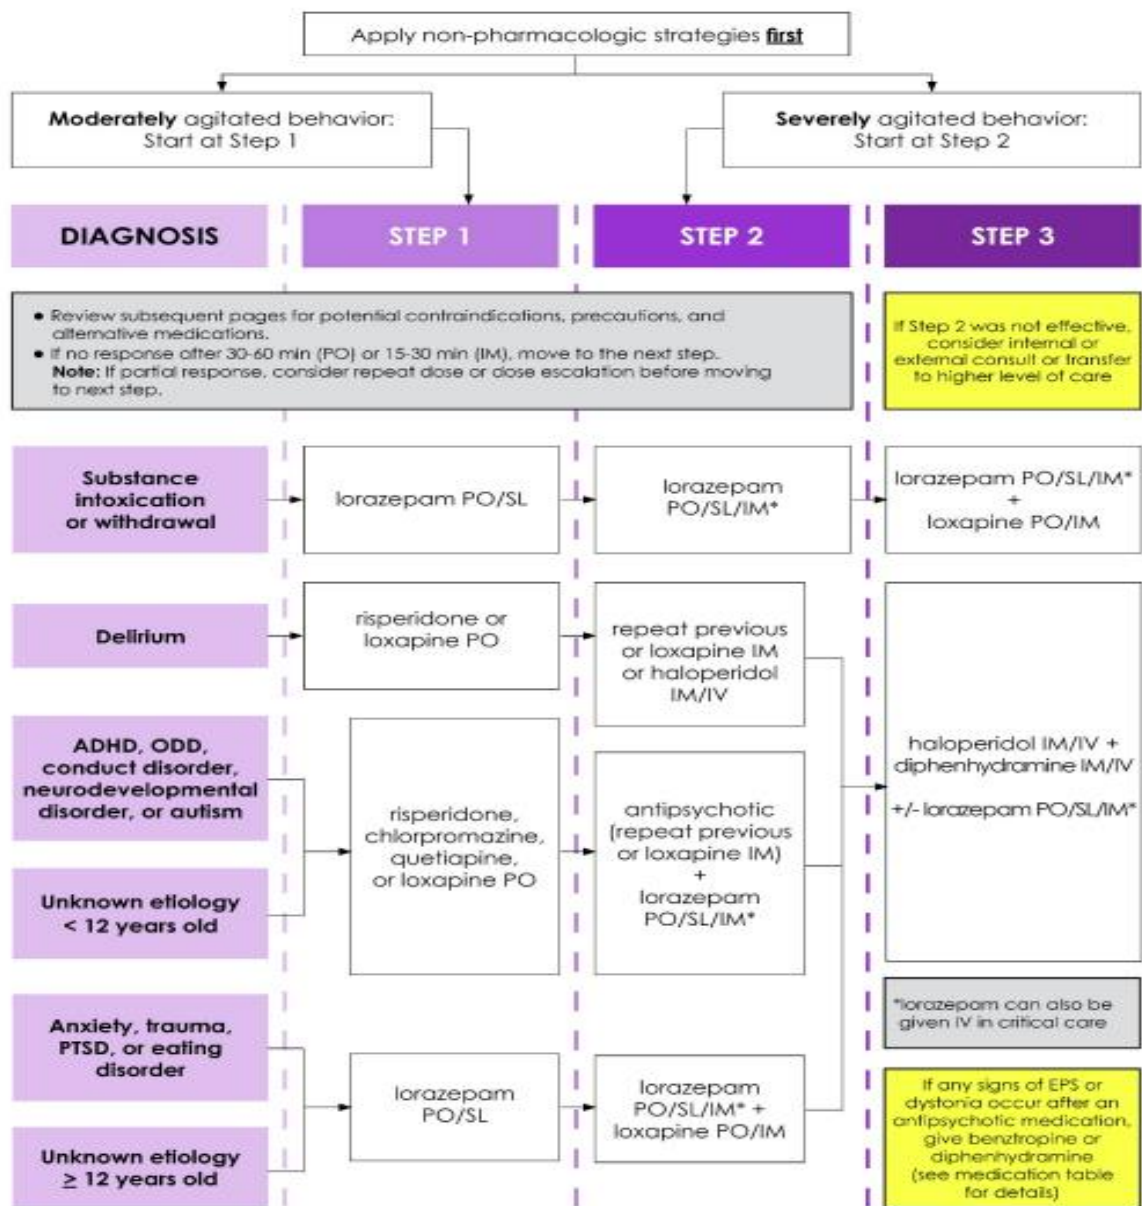 Apply non-pharmacologic strategies first
Moderately agitated behavior:
Start at Step 1
Severely agitated behavior:
Start at Step 2
DIAGNOSIS
STEP 1
STEP 2
STEP 3
• Review subsequent pages for potential contraindications, precautions, and
alternative medications.
• If no response after 30-60 min (PO) or 15-30 min (IM), move to the next step.
Note: If partial response, consider repeat dose or dose escalation before moving
to next step.
If Step 2 was not effective,
consider internal or
external consult or transfer
to higher level of care
Substance
intoxication
or withdrawal
lorazepam PO/SL
lorazepam
PO/SL/IM*
lorazepam PO/SL/IM*
+
loxapine PO/IM
Delirium
risperidone or
loxapine PO
repeat previous
or loxapine IM
or haloperidol
IM/IV
ADHD, ODD,
conduct disorder,
neurodevelopmental
disorder, or autism
Unknown etiology
< 12 years old
risperidone,
chlorpromazine,
quetiapine,
or loxapine PO
antipsychotic
(repeat previous
or loxapine IM)
+
lorazepam
PO/SL/IM*
haloperidol IM/IV +
diphenhydramine IM/IV
+/- lorazepam PO/SL/IM*
Anxiety, trauma,
PTSD, or eating
disorder
Unknown etiology
≥ 12 years old
lorazepam
PO/SL
lorazepam
PO/SL/IM* +
loxapine PO/IM
*lorazepam can also be
given IV in critical care
If any signs of EPS or
dystonia occur after an
antipsychotic medication,
give benztropine or
diphenhydramine
(see medication table
for details)